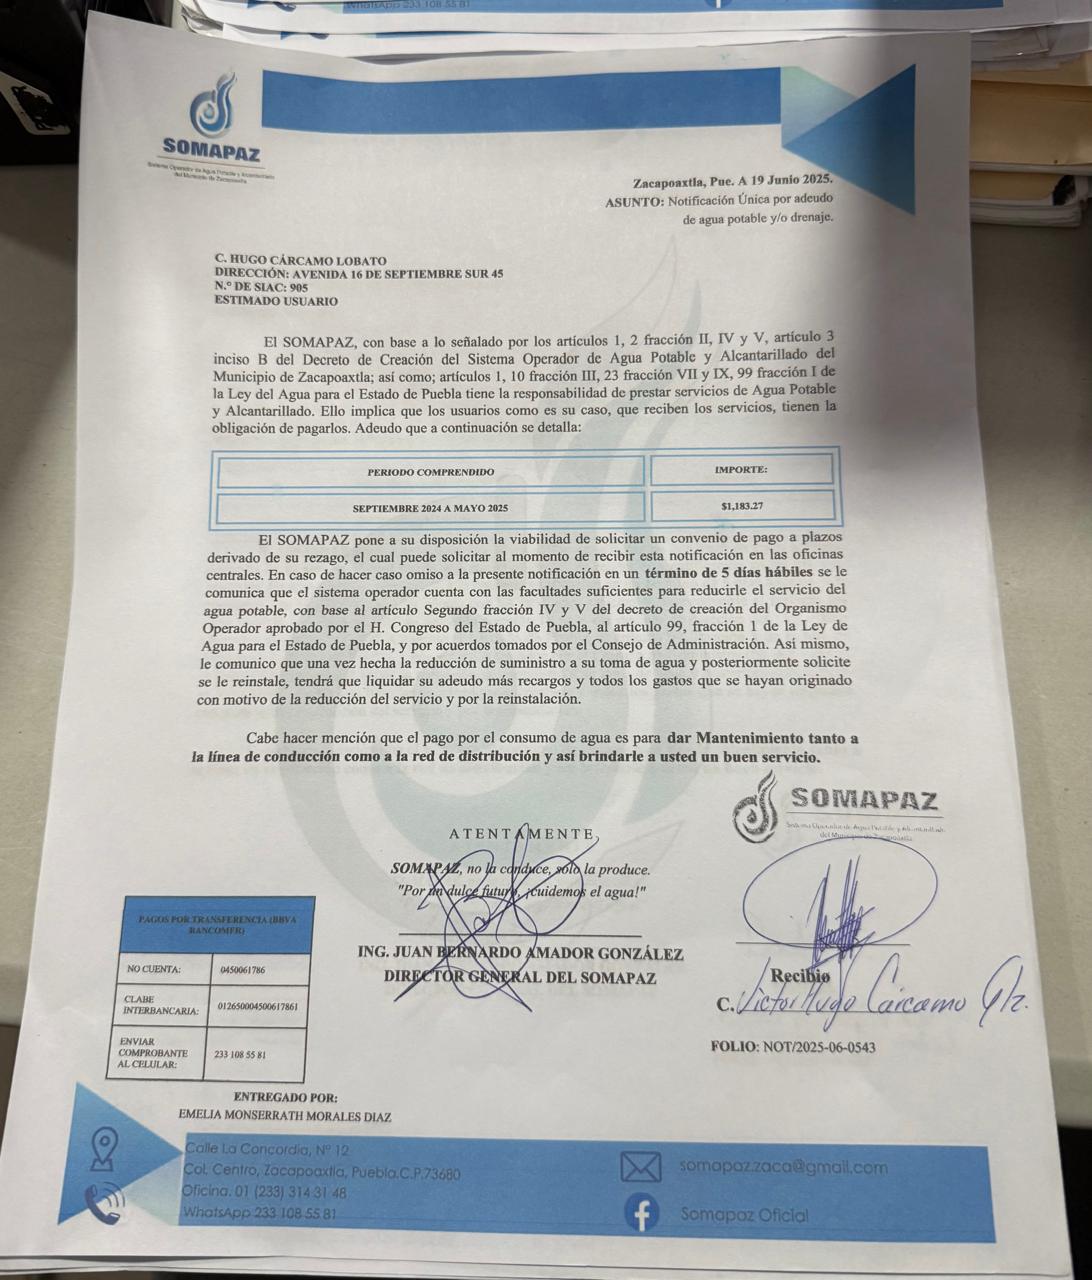 WhatsApp 233 108 55 81
SOMAPAZ
Sistema Operador de Agua Potable y Alcantarillado
del Municipio de Zacapoaxtla
Zacapoaxtla, Pue. A 19 Junio 2025.
ASUNTO: Notificación Única por adeudo
de agua potable y/o drenaje.
C. HUGO CÁRCAMO LOBATO
DIRECCIÓN: AVENIDA 16 DE SEPTIEMBRE SUR 45
N.º DE SIAC: 905
ESTIMADO USUARIO
El SOMAPAZ, con base a lo señalado por los artículos 1, 2 fracción II, IV y V, artículo 3
inciso B del Decreto de Creación del Sistema Operador de Agua Potable y Alcantarillado del
Municipio de Zacapoaxtla; así como; artículos 1, 10 fracción III, 23 fracción VII y IX, 99 fracción I de
la Ley del Agua para el Estado de Puebla tiene la responsabilidad de prestar servicios de Agua Potable
y Alcantarillado. Ello implica que los usuarios como es su caso, que reciben los servicios, tienen la
obligación de pagarlos. Adeudo que a continuación se detalla:
PERIODO COMPRENDIDO IMPORTE:
SEPTIEMBRE 2024 A MAYO 2025 $1,183.27
El SOMAPAZ pone a su disposición la viabilidad de solicitar un convenio de pago a plazos
derivado de su rezago, el cual puede solicitar al momento de recibir esta notificación en las oficinas
centrales. En caso de hacer caso omiso a la presente notificación en un término de 5 días hábiles se le
comunica que el sistema operador cuenta con las facultades suficientes para reducirle el servicio del
agua potable, con base al artículo Segundo fracción IV y V del decreto de creación del Organismo
Operador aprobado por el H. Congreso del Estado de Puebla, al artículo 99, fracción 1 de la Ley de
Agua para el Estado de Puebla, y por acuerdos tomados por el Consejo de Administración. Así mismo,
le comunico que una vez hecha la reducción de suministro a su toma de agua y posteriormente solicite
se le reinstale, tendrá que liquidar su adeudo más recargos y todos los gastos que se hayan originado
con motivo de la reducción del servicio y por la reinstalación.
Cabe hacer mención que el pago por el consumo de agua es para dar Mantenimiento tanto a
la línea de conducción como a la red de distribución y así brindarle a usted un buen servicio.
SOMAPAZ
Sistema Operador de Agua Potable y Alcantarillado
del Municipio de Zacapoaxtla
ATENTAMENTE,
SOMAPAZ, no la conduce, sólo la produce.
"Por un dulce futuro, ¡cuidemos el agua!"
ING. JUAN BERNARDO AMADOR GONZÁLEZ
DIRECTOR GENERAL DEL SOMAPAZ
Recibio
C. Victor Hugo Cárcamo Glz.
FOLIO: NOT/2025-06-0543
PAGOS POR TRANSFERENCIA (BBVA
BANCOMER)
NO CUENTA: 0450061786
CLABE
INTERBANCARIA: 012650004500617861
ENVIAR
COMPROBANTE
AL CELULAR: 233 108 55 81
ENTREGADO POR:
EMELIA MONSERRATH MORALES DIAZ
Calle La Concordia, Nº 12
Col. Centro, Zacapoaxtla, Puebla.C.P.73680
Oficina. 01 (233) 314 31 48
WhatsApp 233 108 55 81
somapaz.zaca@gmail.com
Somapaz Oficial